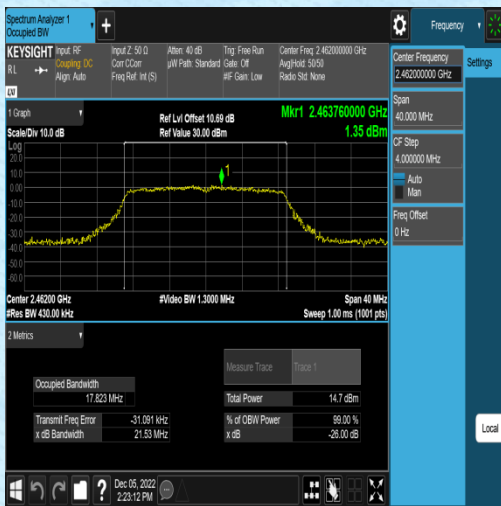 Spectrum Analyzer 1
Occupied BW
Frequency
KEYSIGHT
RL
Input: RF
Coupling: DC
Align: Auto
Input Z: 50 Ω
Corr CCorr
Freq Ref: Int (S)
Atten: 40 dB
µW Path: Standard
Trig: Free Run
Gate: Off
#IF Gain: Low
Center Freq: 2.462000000 GHz
Avg|Hold: 50/50
Radio Std: None
Center Frequency
2.462000000 GHz
Settings
Span
40.000 MHz
CF Step
4.000000 MHz
Auto
Man
Freq Offset
0 Hz
Local
1 Graph
Scale/Div 10.0 dB
Ref Lvl Offset 10.69 dB
Ref Value 30.00 dBm
Mkr1 2.463760000 GHz
1.35 dBm
Log
20.0
10.0
0.00
-10.0
-20.0
-30.0
-40.0
-50.0
-60.0
1
Center 2.46200 GHz
#Res BW 430.00 kHz
#Video BW 1.3000 MHz
Span 40 MHz
Sweep 1.00 ms (1001 pts)
2 Metrics
Measure Trace
Trace 1
Occupied Bandwidth
17.823 MHz
Total Power
14.7 dBm
Transmit Freq Error
-31.091 kHz
% of OBW Power
99.00 %
x dB Bandwidth
21.53 MHz
x dB
-26.00 dB
Dec 05, 2022
2:23:12 PM